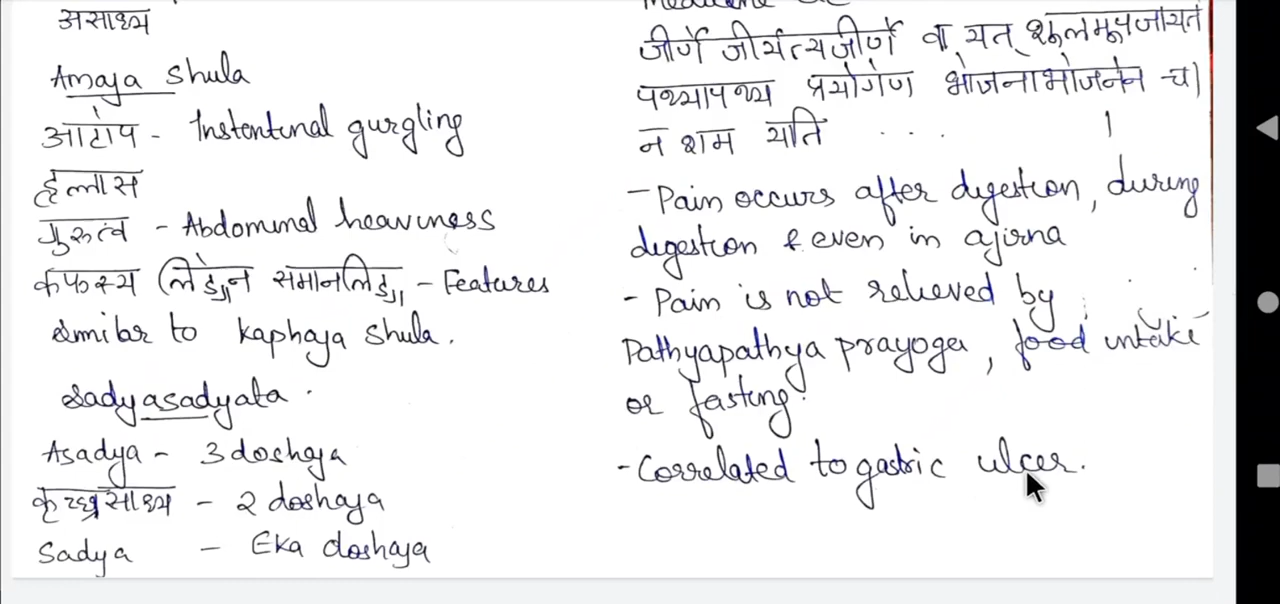 असाध्य
Amaja Shula
आटोप - Instentinal gurgling
हृल्लास
गुरुत्व - Abdominal heaviness
कफस्य लिङ्गेन समानलिङ्ग - Features
similar to Kaphaja Shula.
Sadyasadyata.
Asadya - 3 doshaja
कृच्छ्रसाध्य - 2 doshaja
Sadya - Eka doshaja
जीर्णे जीर्यत्यजीर्णे वा यत् शूलमूपजायते
पथ्यापथ्य प्रयोगेण भोजनाभोजनेन च।
न शम यति ...।
- Pain occurs after digestion, during
digestion & even in ajirna
- Pain is not relieved by
Pathyapathya prayoga, food intake
or fasting.
- Correlated to gastric ulcer.